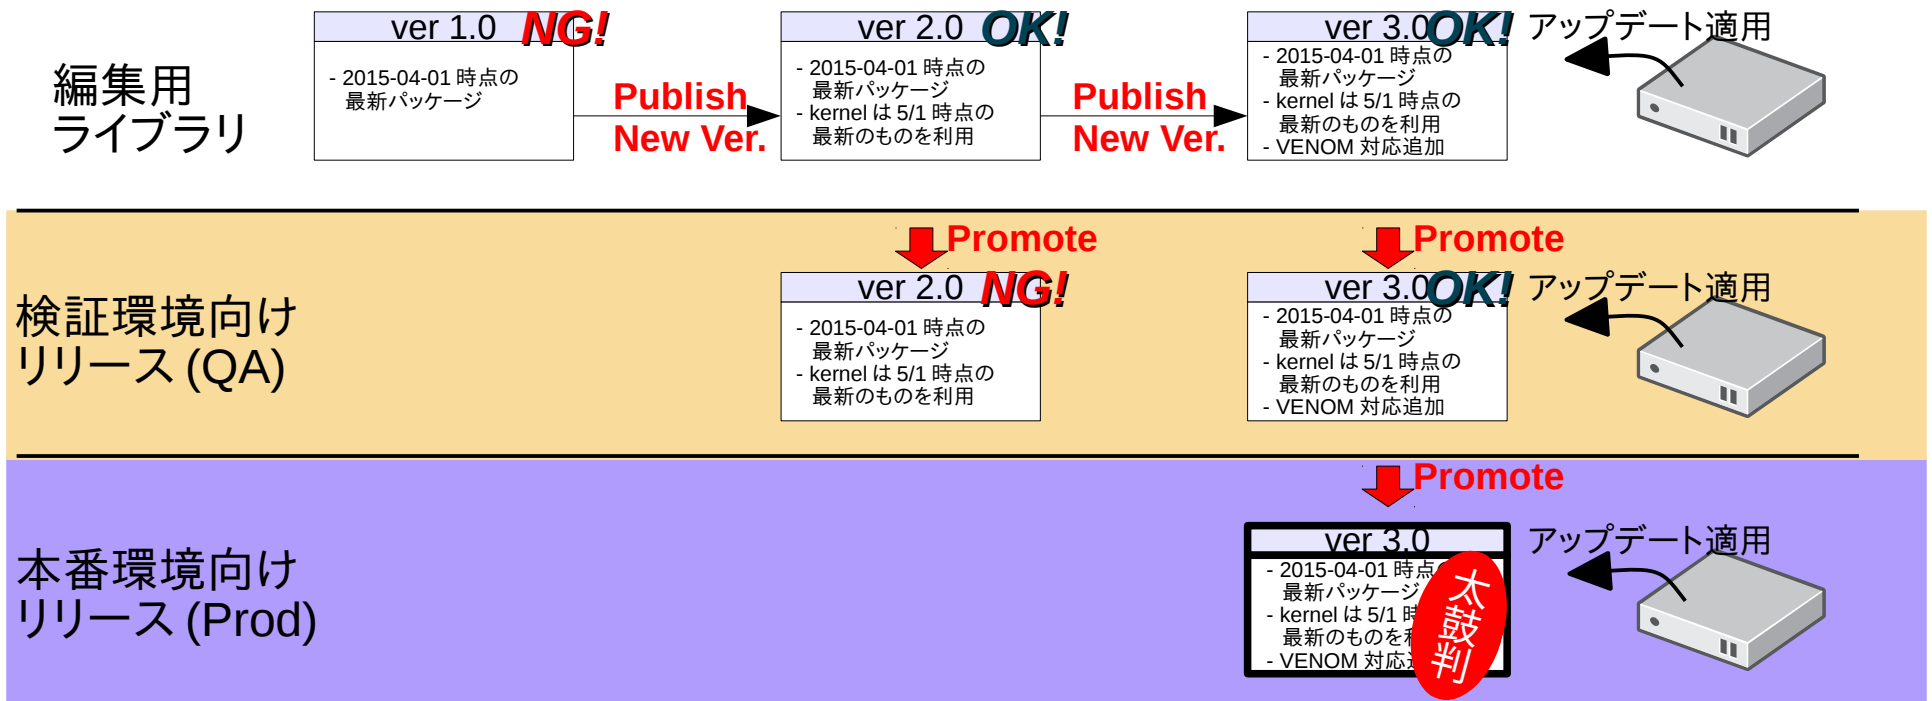 編集用
ライブラリ
ver 1.0 NG!
- 2015-04-01 時点の
最新パッケージ
Publish
New Ver.
ver 2.0 OK!
- 2015-04-01 時点の
最新パッケージ
- kernel は 5/1 時点の
最新のものを利用
Publish
New Ver.
ver 3.0 OK!
- 2015-04-01 時点の
最新パッケージ
- kernel は 5/1 時点の
最新のものを利用
- VENOM 対応追加
アップデート適用
検証環境向け
リリース (QA)
Promote
ver 2.0 NG!
- 2015-04-01 時点の
最新パッケージ
- kernel は 5/1 時点の
最新のものを利用
Promote
ver 3.0 OK!
- 2015-04-01 時点の
最新パッケージ
- kernel は 5/1 時点の
最新のものを利用
- VENOM 対応追加
アップデート適用
本番環境向け
リリース (Prod)
Promote
ver 3.0
- 2015-04-01 時点
最新パッケージ
- kernel は 5/1 時
最新のものを
- VENOM 対応
太鼓判
アップデート適用